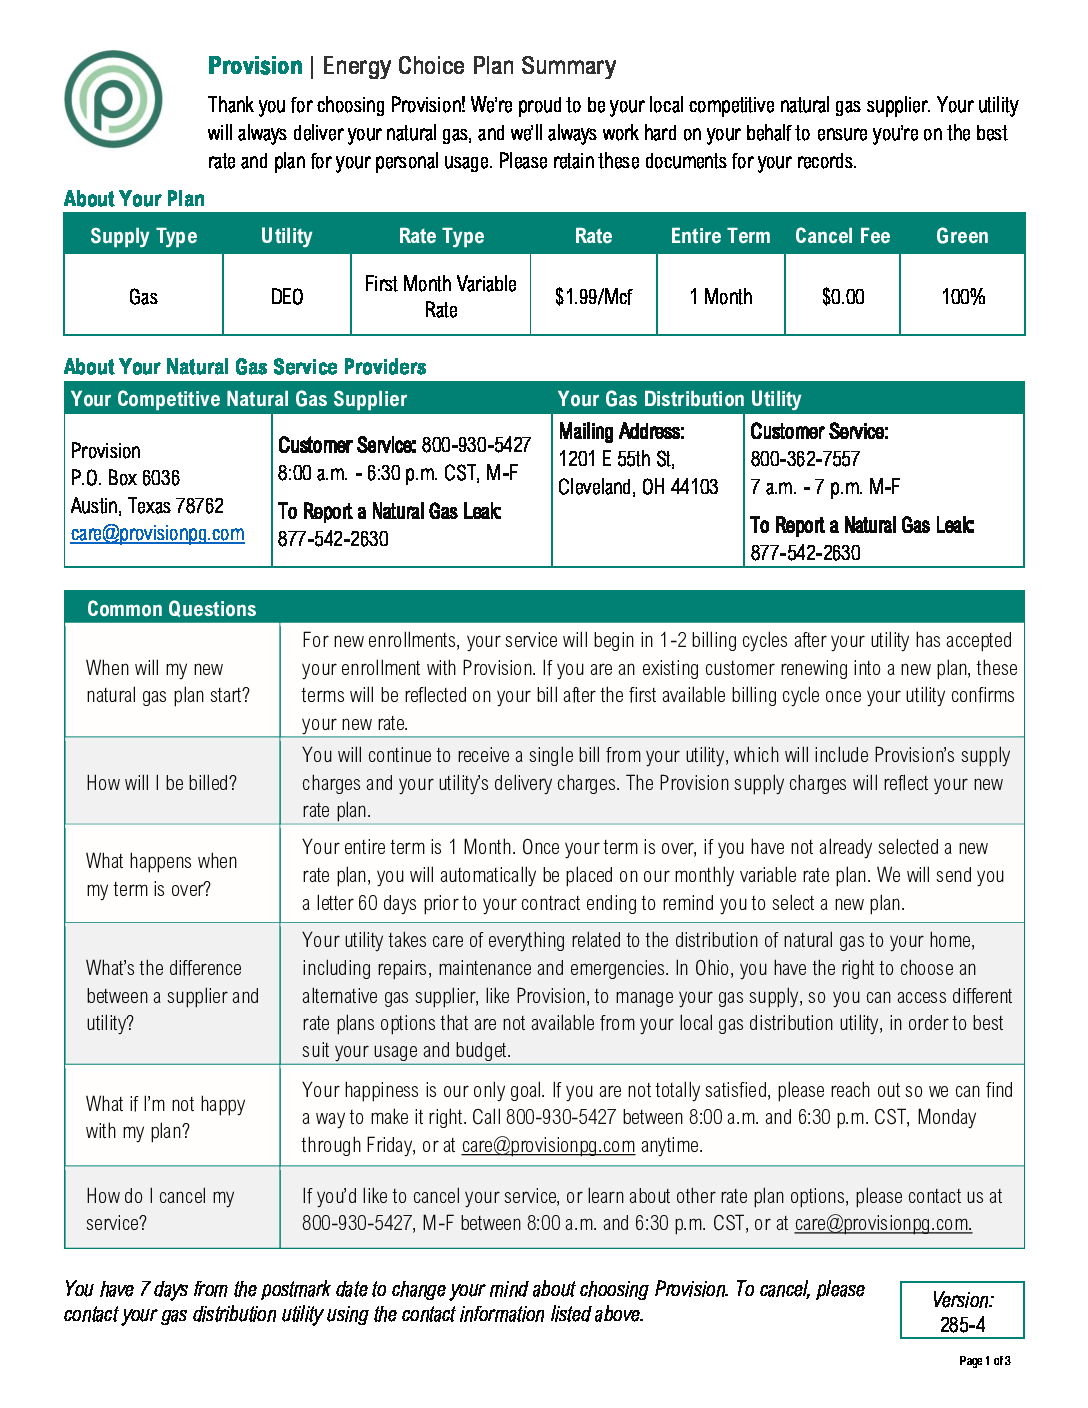 Provision | Energy Choice Plan Summary
Thank you for choosing Provision! We're proud to be your local competitive natural gas supplier. Your utility
will always deliver your natural gas, and we'll always work hard on your behalf to ensure you're on the best
rate and plan for your personal usage. Please retain these documents for your records.
About Your Plan
Supply Type Utility Rate Type Rate Entire Term Cancel Fee Green
Gas DEO First Month Variable Rate $1.99/Mcf 1 Month $0.00 100%
About Your Natural Gas Service Providers
Your Competitive Natural Gas Supplier Your Gas Distribution Utility
Provision
P.O. Box 6036
Austin, Texas 78762
care@provisionpg.com
Customer Service: 800-930-5427
8:00 a.m. - 6:30 p.m. CST, M-F
To Report a Natural Gas Leak:
877-542-2630
Mailing Address:
1201 E 55th St,
Cleveland, OH 44103
Customer Service:
800-362-7557
7 a.m. - 7 p.m. M-F
To Report a Natural Gas Leak:
877-542-2630
Common Questions
When will my new
natural gas plan start?
For new enrollments, your service will begin in 1-2 billing cycles after your utility has accepted
your enrollment with Provision. If you are an existing customer renewing into a new plan, these
terms will be reflected on your bill after the first available billing cycle once your utility confirms
your new rate.
How will I be billed?
You will continue to receive a single bill from your utility, which will include Provision's supply
charges and your utility's delivery charges. The Provision supply charges will reflect your new
rate plan.
What happens when
my term is over?
Your entire term is 1 Month. Once your term is over, if you have not already selected a new
rate plan, you will automatically be placed on our monthly variable rate plan. We will send you
a letter 60 days prior to your contract ending to remind you to select a new plan.
What's the difference
between a supplier and
utility?
Your utility takes care of everything related to the distribution of natural gas to your home,
including repairs, maintenance and emergencies. In Ohio, you have the right to choose an
alternative gas supplier, like Provision, to manage your gas supply, so you can access different
rate plans options that are not available from your local gas distribution utility, in order to best
suit your usage and budget.
What if I'm not happy
with my plan?
Your happiness is our only goal. If you are not totally satisfied, please reach out so we can find
a way to make it right. Call 800-930-5427 between 8:00 a.m. and 6:30 p.m. CST, Monday
through Friday, or at care@provisionpg.com anytime.
How do I cancel my
service?
If you'd like to cancel your service, or learn about other rate plan options, please contact us at
800-930-5427, M-F between 8:00 a.m. and 6:30 p.m. CST, or at care@provisionpg.com.
You have 7 days from the postmark date to change your mind about choosing Provision. To cancel, please
contact your gas distribution utility using the contact information listed above.
Version:
285-4
Page 1 of 3